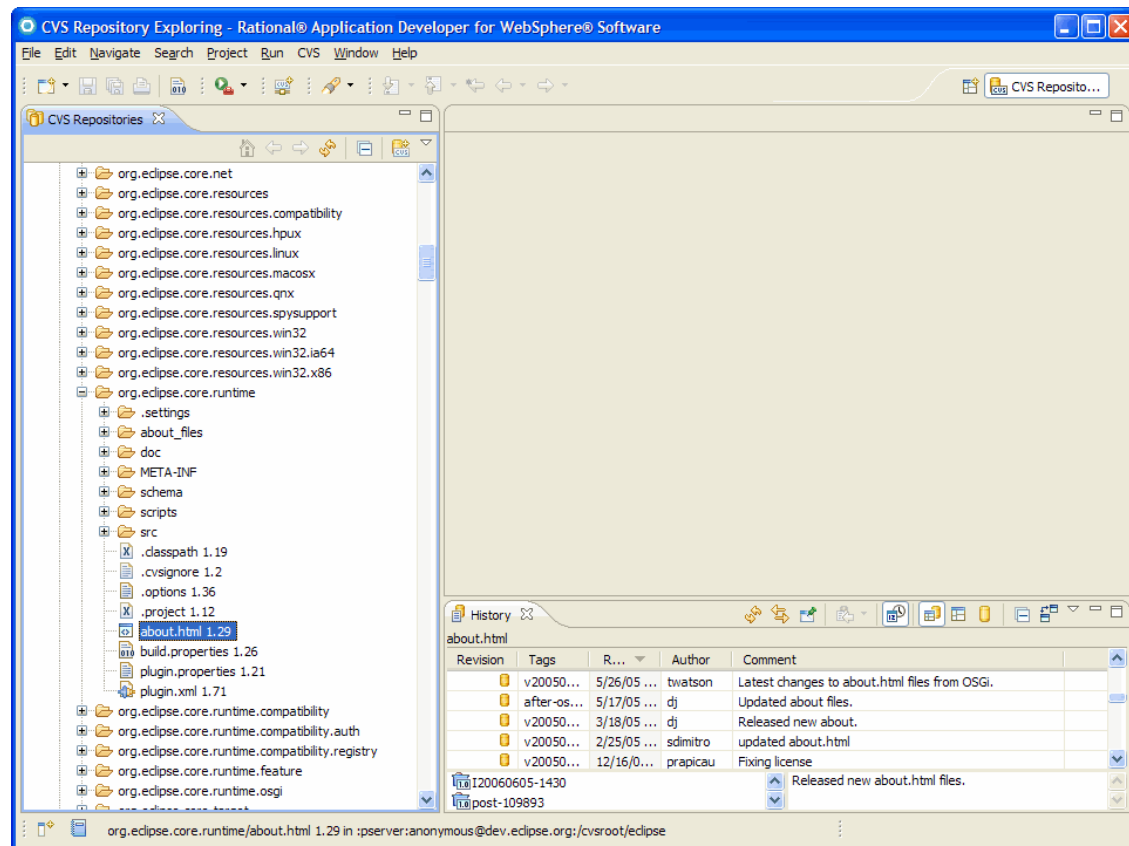 CVS Repository Exploring - Rational® Application Developer for WebSphere® Software
File Edit Navigate Search Project Run CVS Window Help
CVS Reposito...
CVS Repositories
org.eclipse.core.net
org.eclipse.core.resources
org.eclipse.core.resources.compatibility
org.eclipse.core.resources.hpux
org.eclipse.core.resources.linux
org.eclipse.core.resources.macosx
org.eclipse.core.resources.qnx
org.eclipse.core.resources.spysupport
org.eclipse.core.resources.win32
org.eclipse.core.resources.win32.ia64
org.eclipse.core.resources.win32.x86
org.eclipse.core.runtime
.settings
about_files
doc
META-INF
schema
scripts
src
.classpath 1.19
.cvsignore 1.2
.options 1.36
.project 1.12
about.html 1.29
build.properties 1.26
plugin.properties 1.21
plugin.xml 1.71
org.eclipse.core.runtime.compatibility
org.eclipse.core.runtime.compatibility.auth
org.eclipse.core.runtime.compatibility.registry
org.eclipse.core.runtime.feature
org.eclipse.core.runtime.osgi
History
about.html
Revision Tags R... Author Comment
v20050... 5/26/05 ... twatson Latest changes to about.html files from OSGi.
after-os... 5/17/05 ... dj Updated about files.
v20050... 3/18/05 ... dj Released new about.
v20050... 2/25/05 ... sdimitro updated about.html
v20050... 12/16/0... prapicau Fixing license
I20060605-1430
post-109893
Released new about.html files.
org.eclipse.core.runtime/about.html 1.29 in :pserver:anonymous@dev.eclipse.org:/cvsroot/eclipse